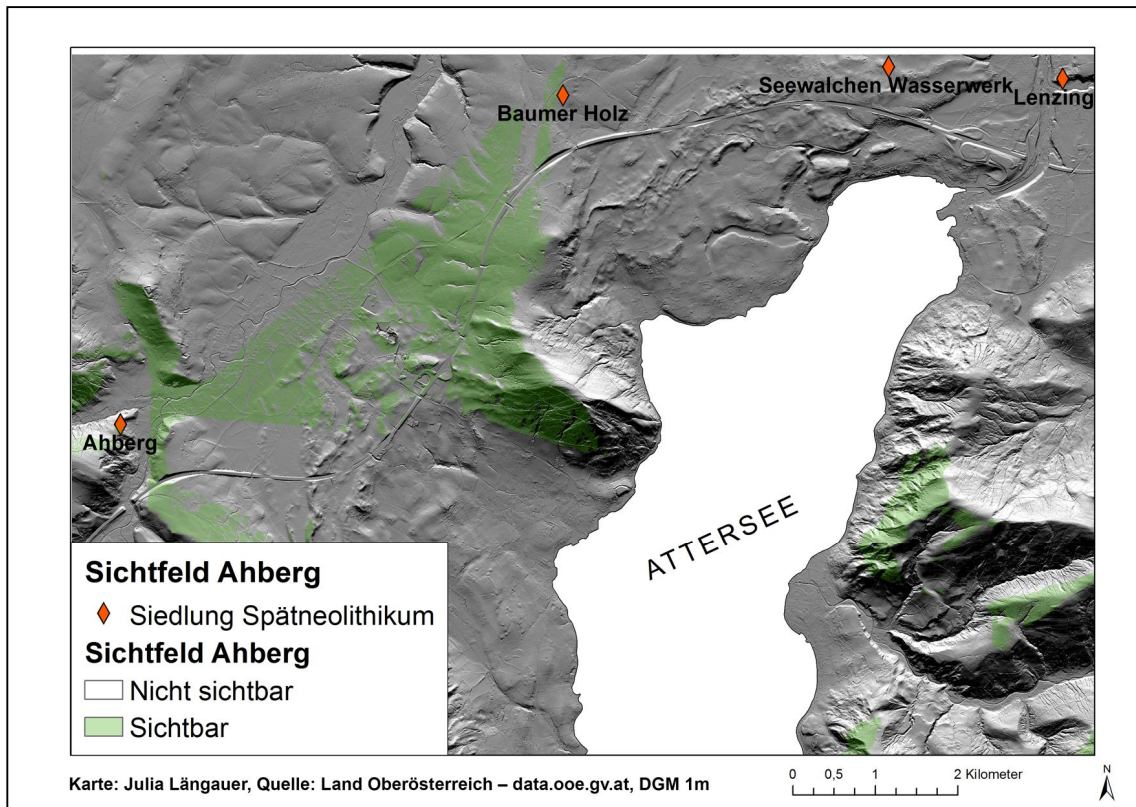 Seewalchen Wasserwerk
Lenzing
Baumer Holz
Ahberg
ATTERSEE
Sichtfeld Ahberg
Siedlung Spätneolithikum
Sichtfeld Ahberg
Nicht sichtbar
Sichtbar
Karte: Julia Längauer, Quelle: Land Oberösterreich – data.ooe.gv.at, DGM 1m
0 0,5 1 2 Kilometer
N